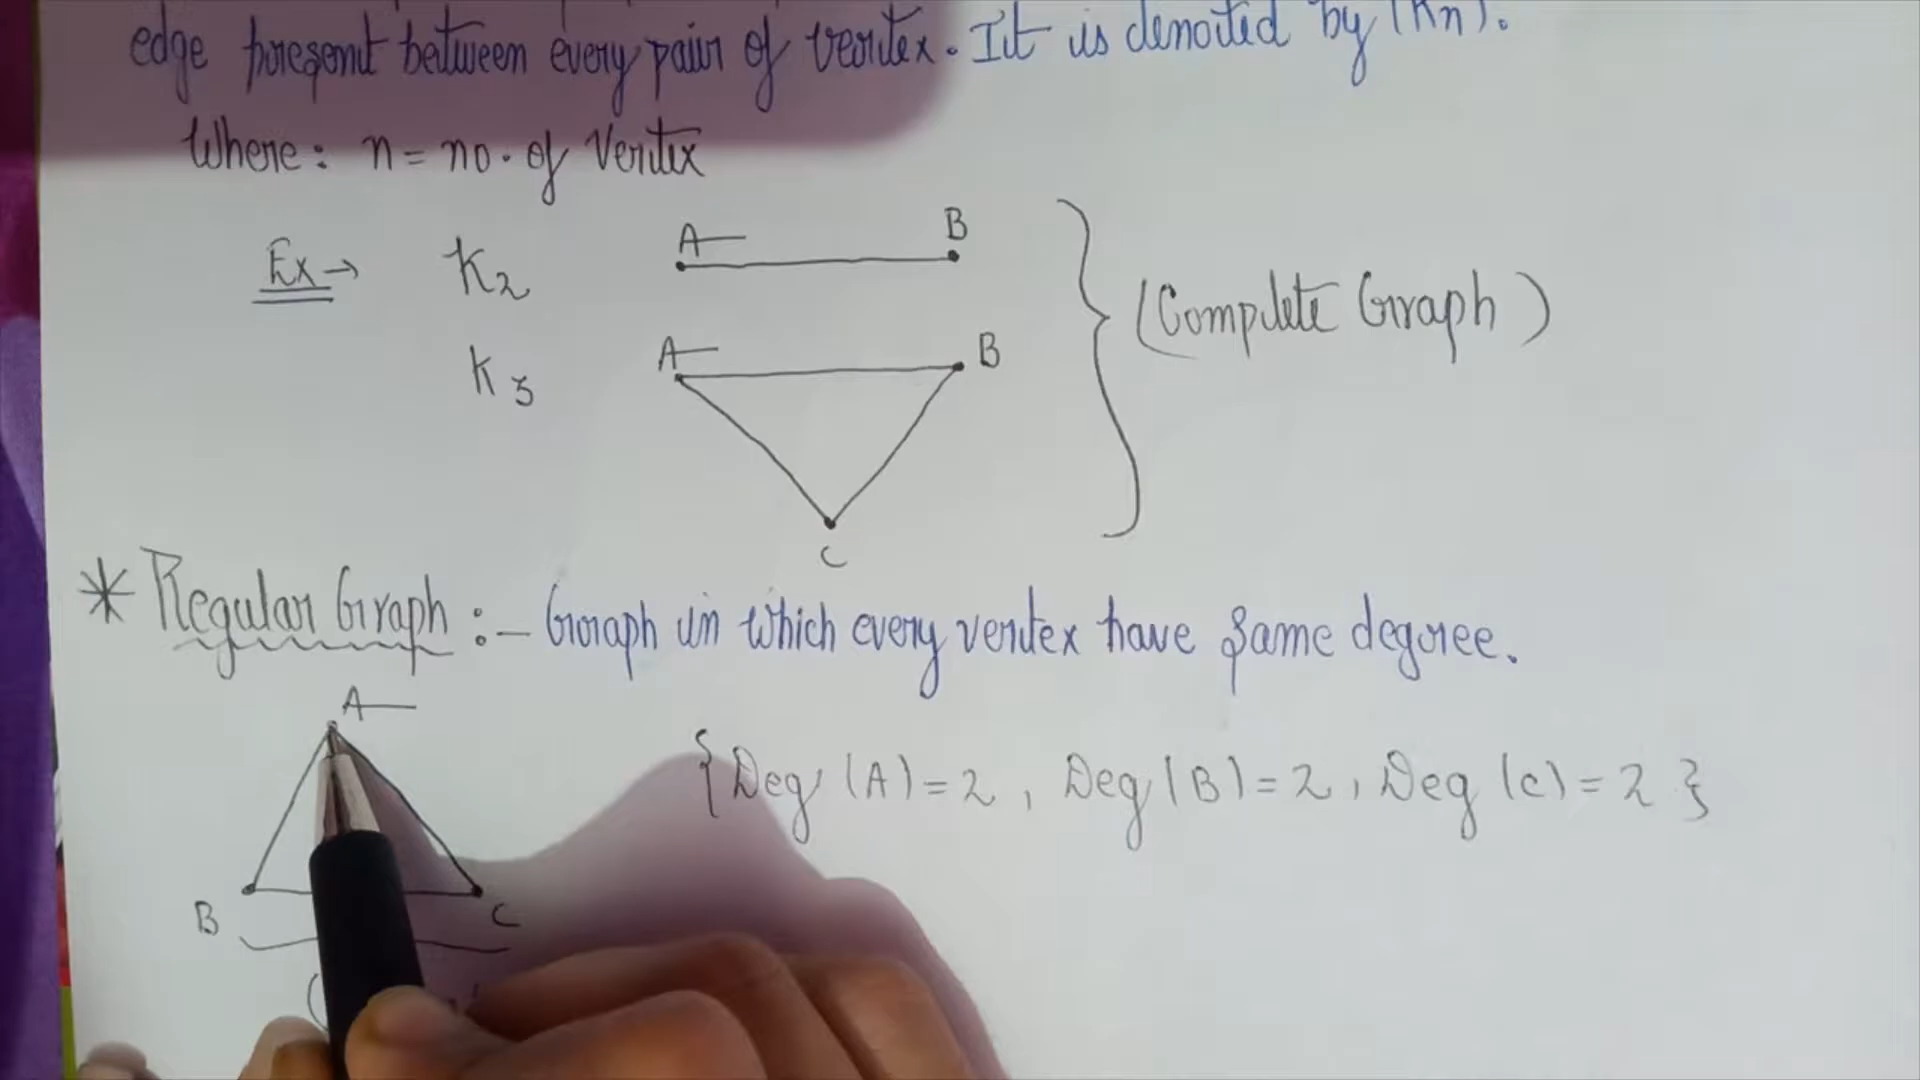 edge present between every pair of vertex. It is denoted by (Kn).
Where: n = no. of Vertex
Ex → K2
A B
K3
A B
C
(Complete Graph)
* Regular Graph :- Graph in which every vertex have same degree.
A
{Deg (A) = 2, Deg (B) = 2, Deg (C) = 2}
B C